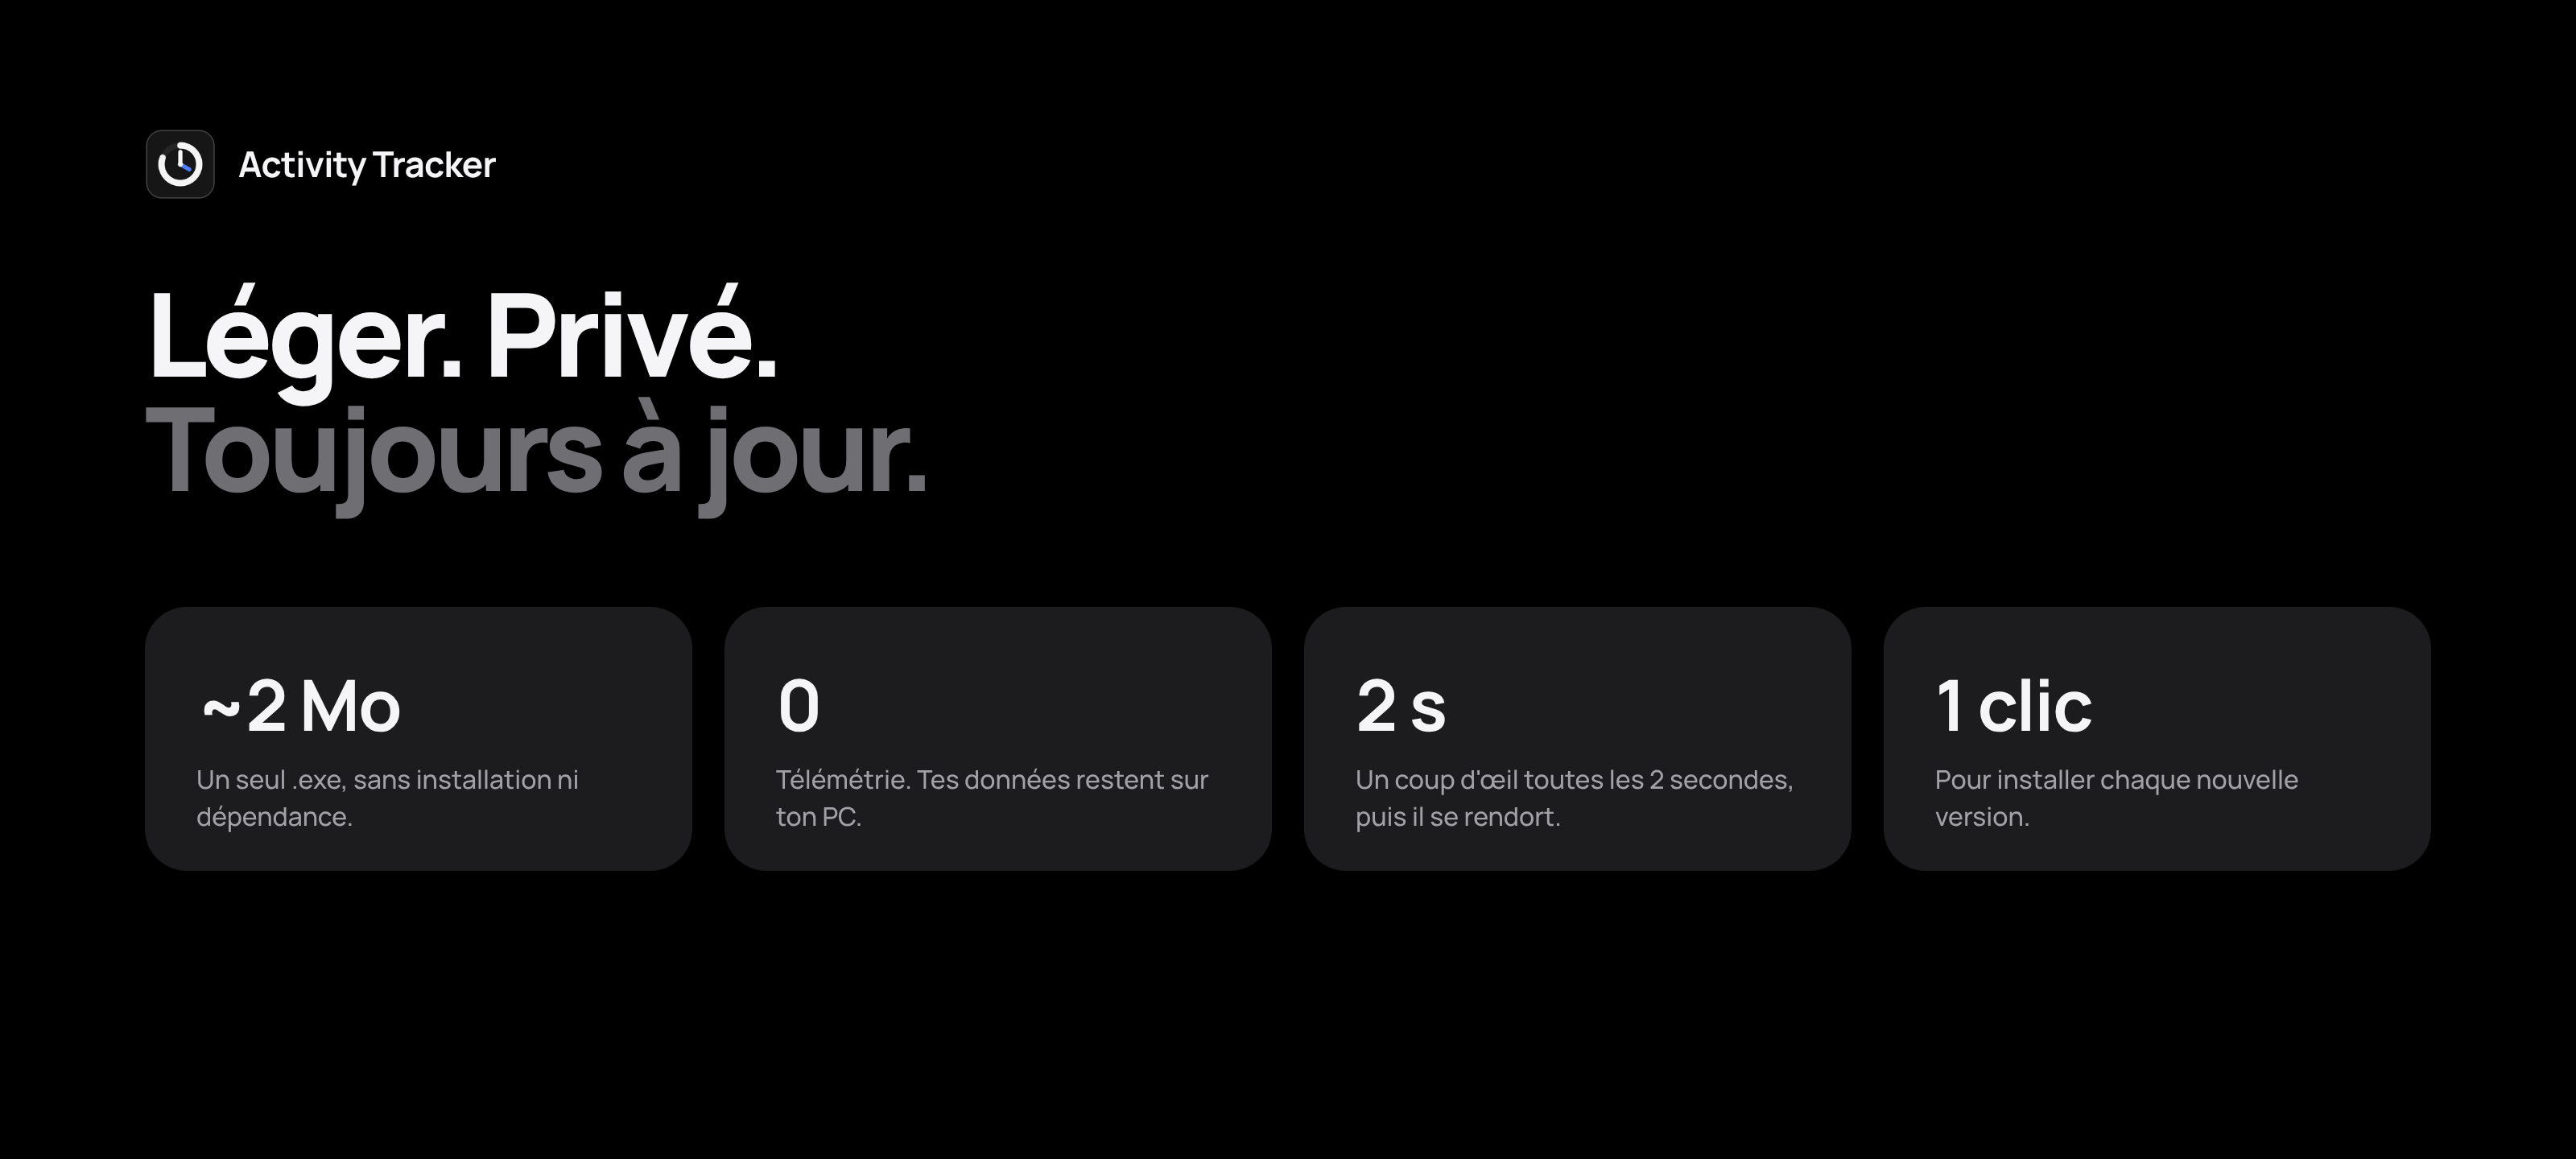 Activity Tracker
Léger. Privé.
Toujours à jour.
~2 Mo
Un seul .exe, sans installation ni
dépendance.
0
Télémétrie. Tes données restent sur
ton PC.
2 s
Un coup d'œil toutes les 2 secondes,
puis il se rendort.
1 clic
Pour installer chaque nouvelle
version.